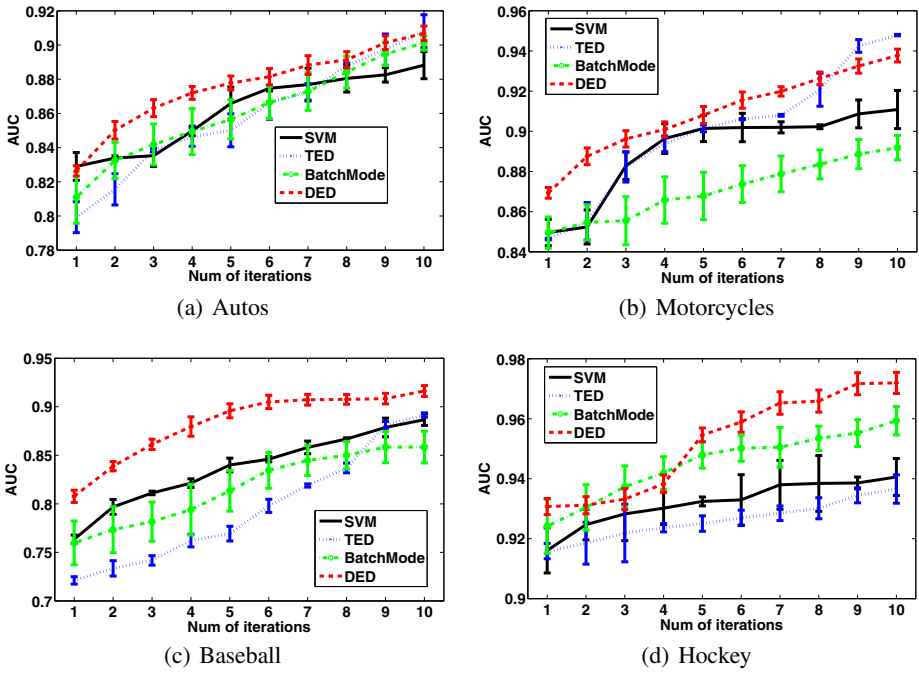 0.92
0.9
0.88
0.86
0.84
0.82
0.8
0.78
AUC
SVM
TED
BatchMode
DED
1 2 3 4 5 6 7 8 9 10
Num of iterations
(a) Autos
0.96
0.94
0.92
0.90
0.88
0.86
0.84
AUC
SVM
TED
BatchMode
DED
1 2 3 4 5 6 7 8 9 10
Num of iterations
(b) Motorcycles
0.95
0.9
0.85
0.8
0.75
0.7
AUC
SVM
TED
BatchMode
DED
1 2 3 4 5 6 7 8 9 10
Num of iterations
(c) Baseball
0.98
0.96
0.94
0.92
0.9
AUC
SVM
TED
BatchMode
DED
1 2 3 4 5 6 7 8 9 10
Num of iterations
(d) Hockey